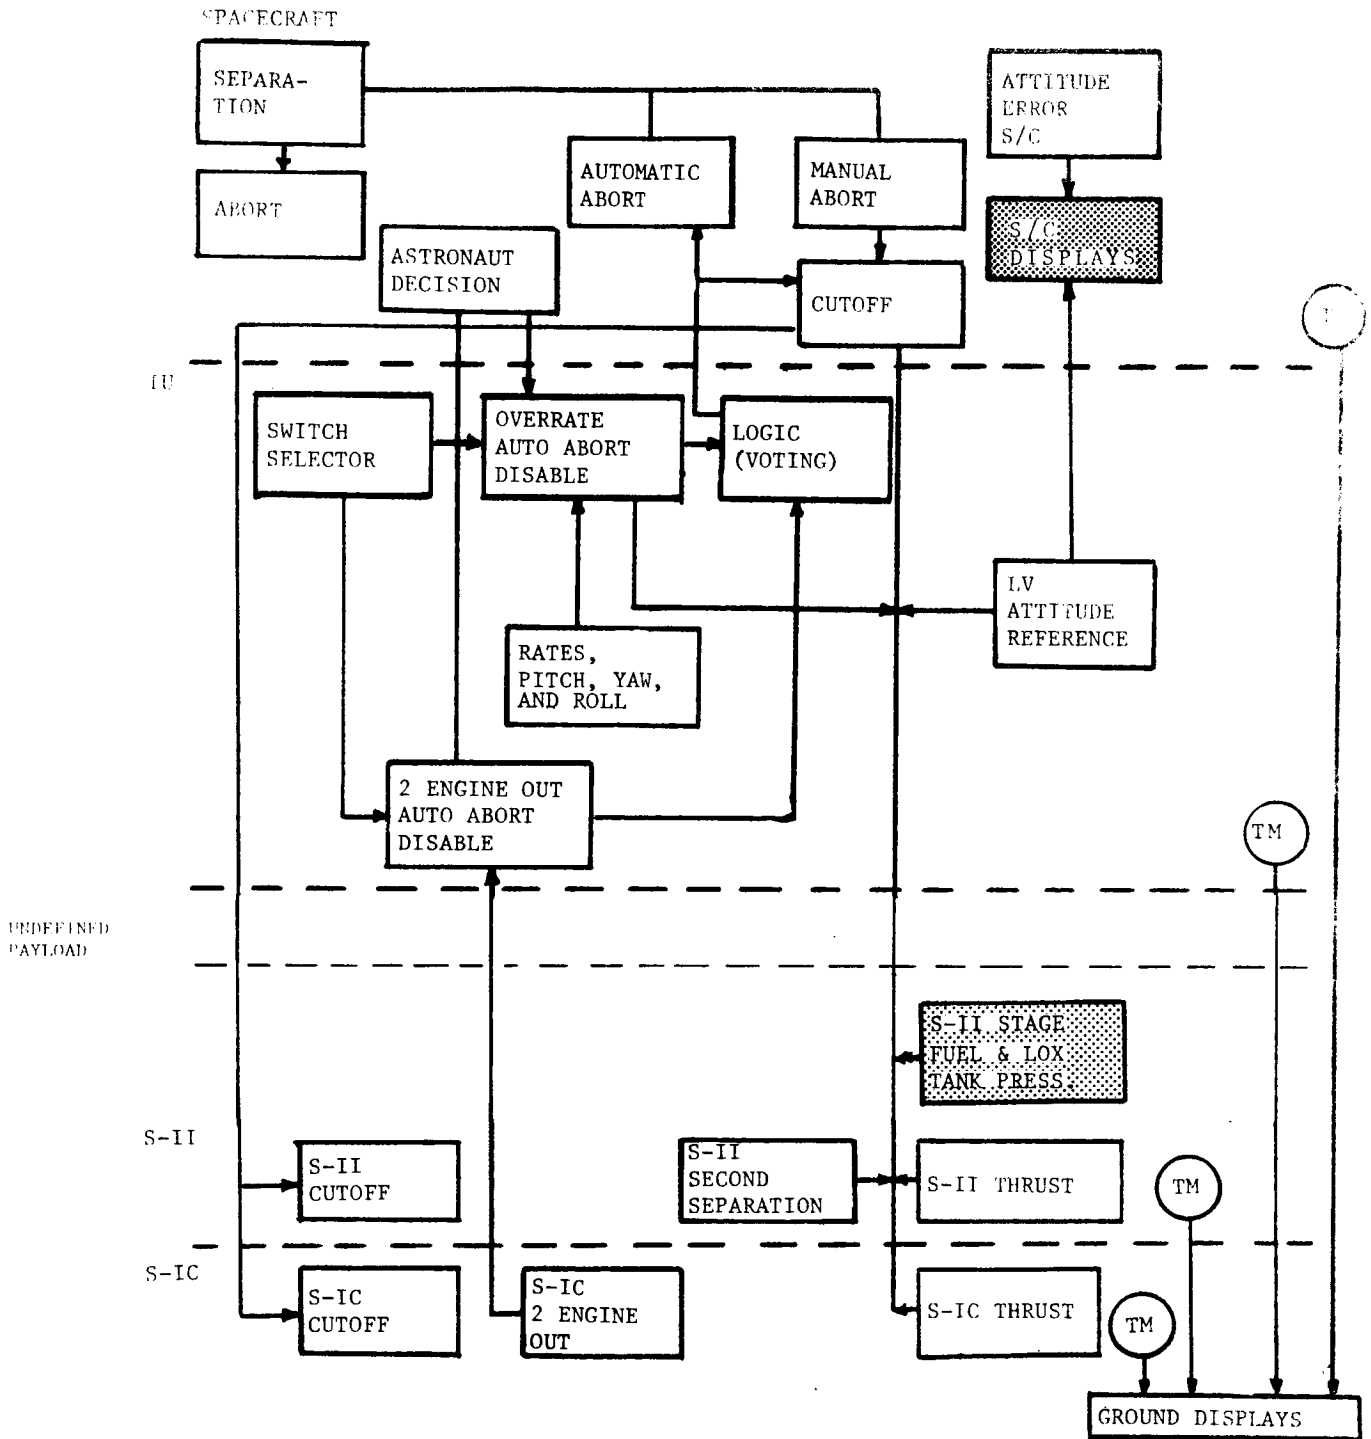 SPACECRAFT
SEPARA-
TION
ABORT
AUTOMATIC
ABORT
MANUAL
ABORT
ATTITUDE
ERROR
S/C
S/C
DISPLAYS
ASTRONAUT
DECISION
CUTOFF
IU
SWITCH
SELECTOR
OVERRATE
AUTO ABORT
DISABLE
LOGIC
(VOTING)
RATES,
PITCH, YAW,
AND ROLL
LV
ATTITUDE
REFERENCE
2 ENGINE OUT
AUTO ABORT
DISABLE
TM
UNDEFINED
PAYLOAD
S-II STAGE
FUEL & LOX
TANK PRESS.
S-II
S-II
CUTOFF
S-II
SECOND
SEPARATION
S-II THRUST
TM
S-IC
S-IC
CUTOFF
S-IC
2 ENGINE
OUT
S-IC THRUST
TM
GROUND DISPLAYS